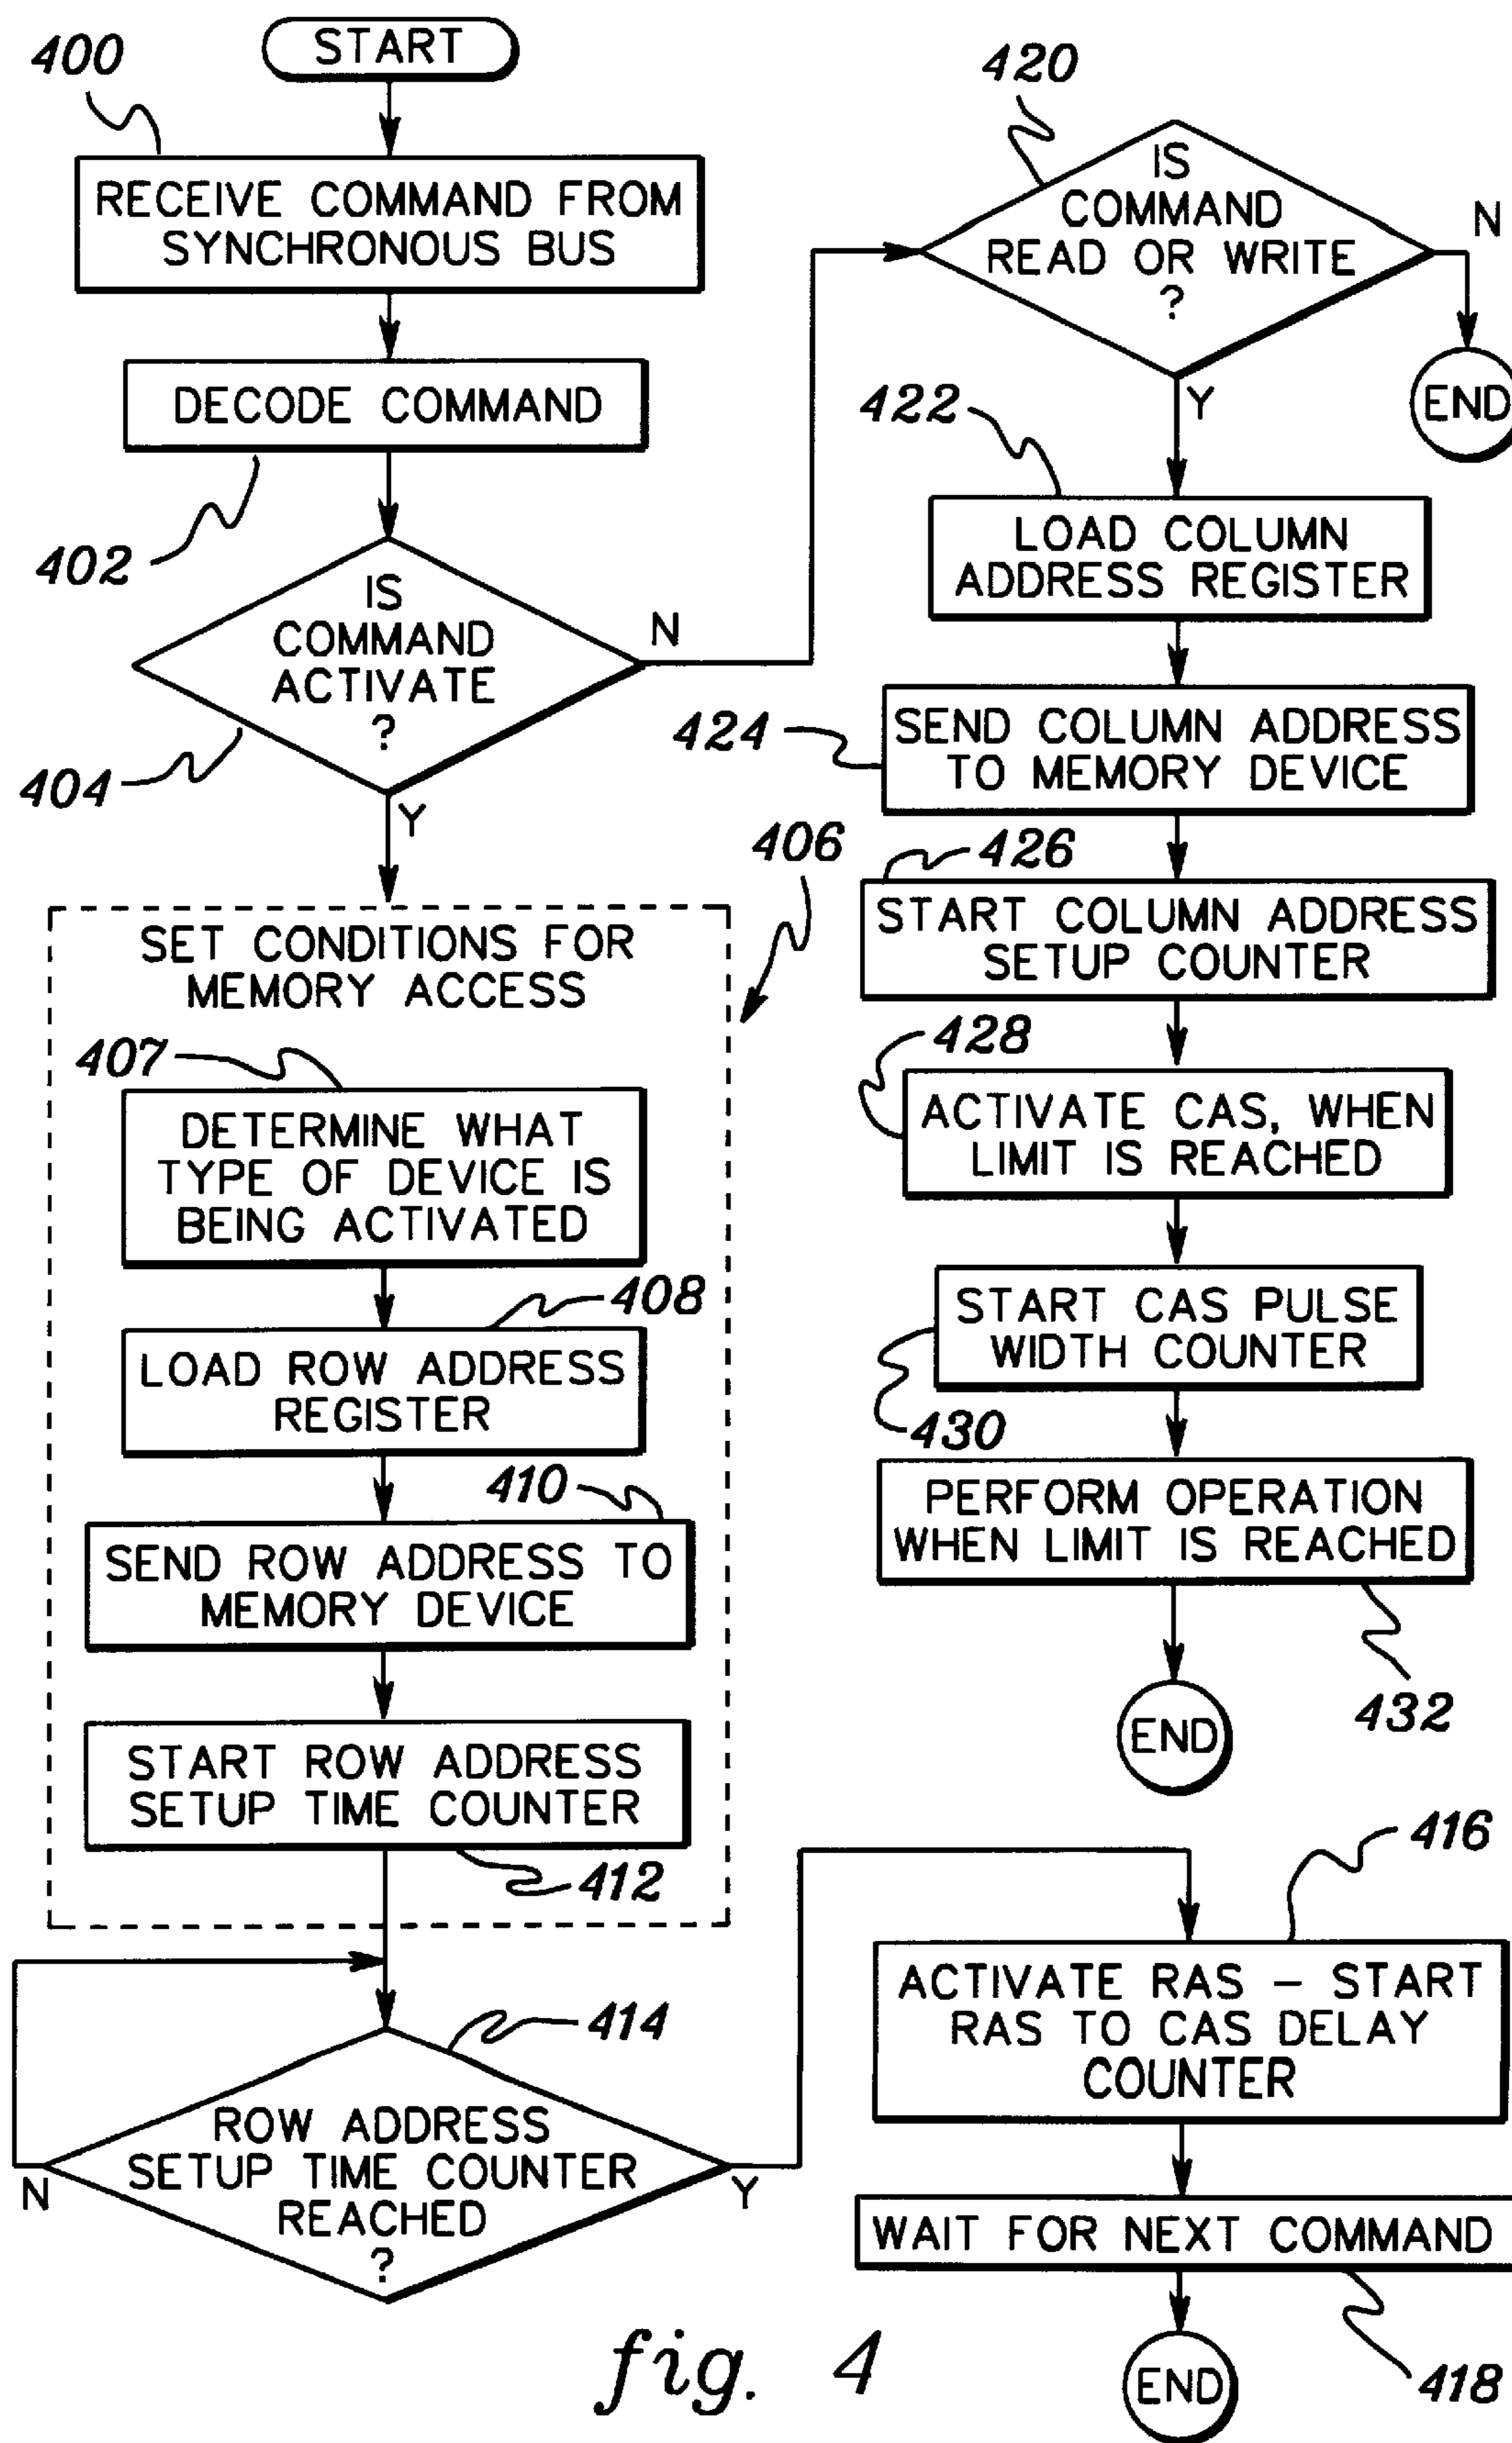 START
400
RECEIVE COMMAND FROM
SYNCHRONOUS BUS
DECODE COMMAND
402
IS
COMMAND
ACTIVATE
?
N
404
Y
406
SET CONDITIONS FOR
MEMORY ACCESS
407
DETERMINE WHAT
TYPE OF DEVICE IS
BEING ACTIVATED
408
LOAD ROW ADDRESS
REGISTER
410
SEND ROW ADDRESS TO
MEMORY DEVICE
START ROW ADDRESS
SETUP TIME COUNTER
412
414
ROW ADDRESS
SETUP TIME COUNTER
REACHED
?
N
Y
420
IS
COMMAND
READ OR WRITE
?
N
END
Y
422
LOAD COLUMN
ADDRESS REGISTER
424
SEND COLUMN ADDRESS
TO MEMORY DEVICE
426
START COLUMN ADDRESS
SETUP COUNTER
428
ACTIVATE CAS, WHEN
LIMIT IS REACHED
START CAS PULSE
WIDTH COUNTER
430
PERFORM OPERATION
WHEN LIMIT IS REACHED
432
END
416
ACTIVATE RAS – START
RAS TO CAS DELAY
COUNTER
WAIT FOR NEXT COMMAND
418
END
fig. 4